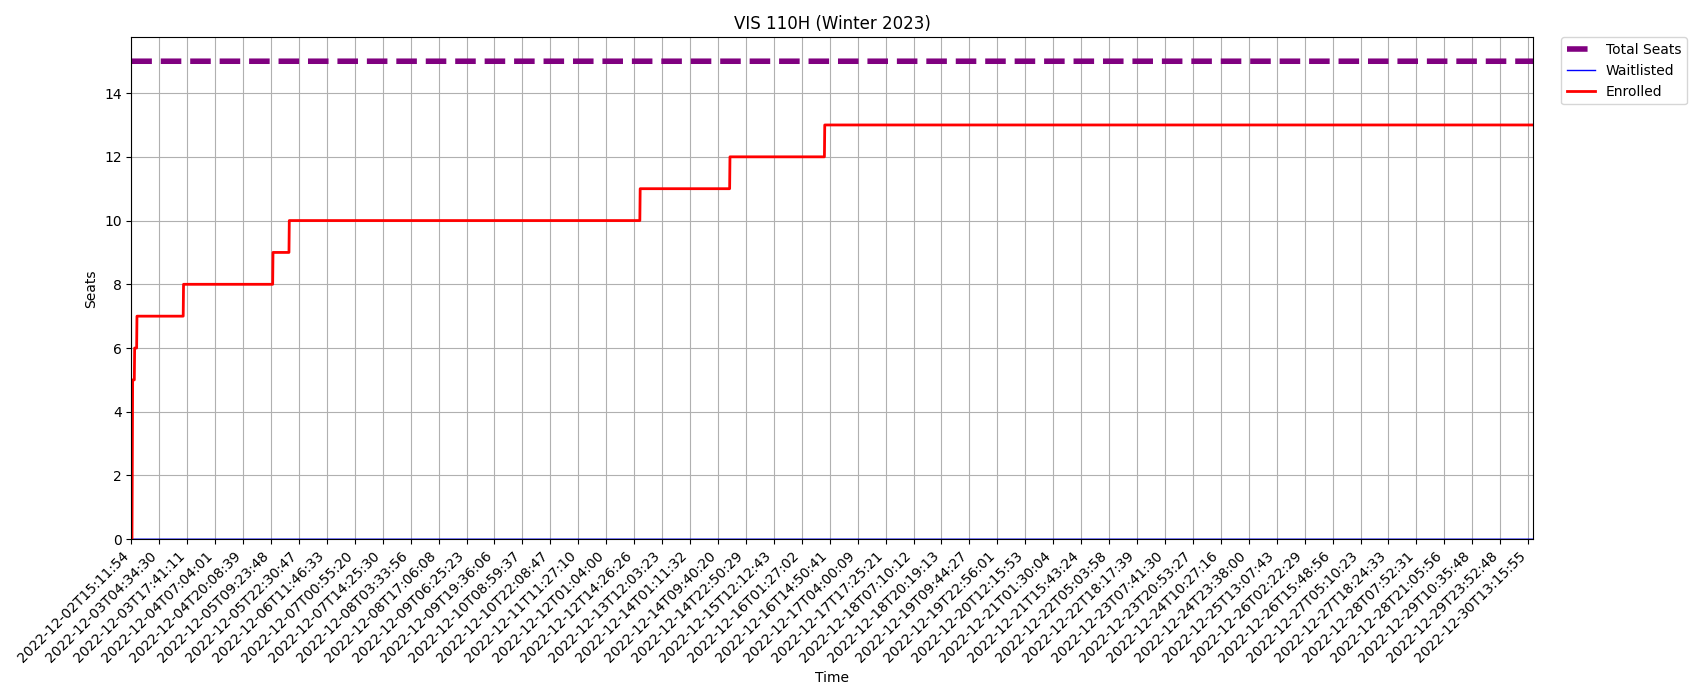 VIS 110H (Winter 2023)
Total Seats
Waitlisted
Enrolled
Seats
14
12
10
8
6
4
2
0
2022-12-02T15:11:54
2022-12-03T04:34:30
2022-12-03T17:41:11
2022-12-04T07:04:01
2022-12-04T20:08:39
2022-12-05T09:23:48
2022-12-05T22:30:47
2022-12-06T11:46:33
2022-12-07T00:55:20
2022-12-07T14:25:30
2022-12-08T03:33:56
2022-12-08T17:06:08
2022-12-09T06:25:23
2022-12-09T19:36:06
2022-12-10T08:59:37
2022-12-10T22:08:47
2022-12-11T11:27:10
2022-12-12T01:04:00
2022-12-12T14:26:26
2022-12-13T12:03:23
2022-12-14T01:11:32
2022-12-14T09:40:20
2022-12-14T22:50:29
2022-12-15T12:12:43
2022-12-16T01:27:02
2022-12-16T14:50:41
2022-12-17T04:00:09
2022-12-17T17:25:21
2022-12-18T07:10:12
2022-12-18T20:19:13
2022-12-19T09:44:27
2022-12-19T22:56:01
2022-12-20T12:15:53
2022-12-21T01:30:04
2022-12-21T15:43:24
2022-12-22T05:03:58
2022-12-22T18:17:39
2022-12-23T07:41:30
2022-12-23T20:53:27
2022-12-24T10:27:16
2022-12-24T23:38:00
2022-12-25T13:07:43
2022-12-26T02:22:29
2022-12-26T15:48:56
2022-12-27T05:10:23
2022-12-27T18:24:33
2022-12-28T07:52:31
2022-12-28T21:05:56
2022-12-29T10:35:48
2022-12-29T23:52:48
2022-12-30T13:15:55
Time